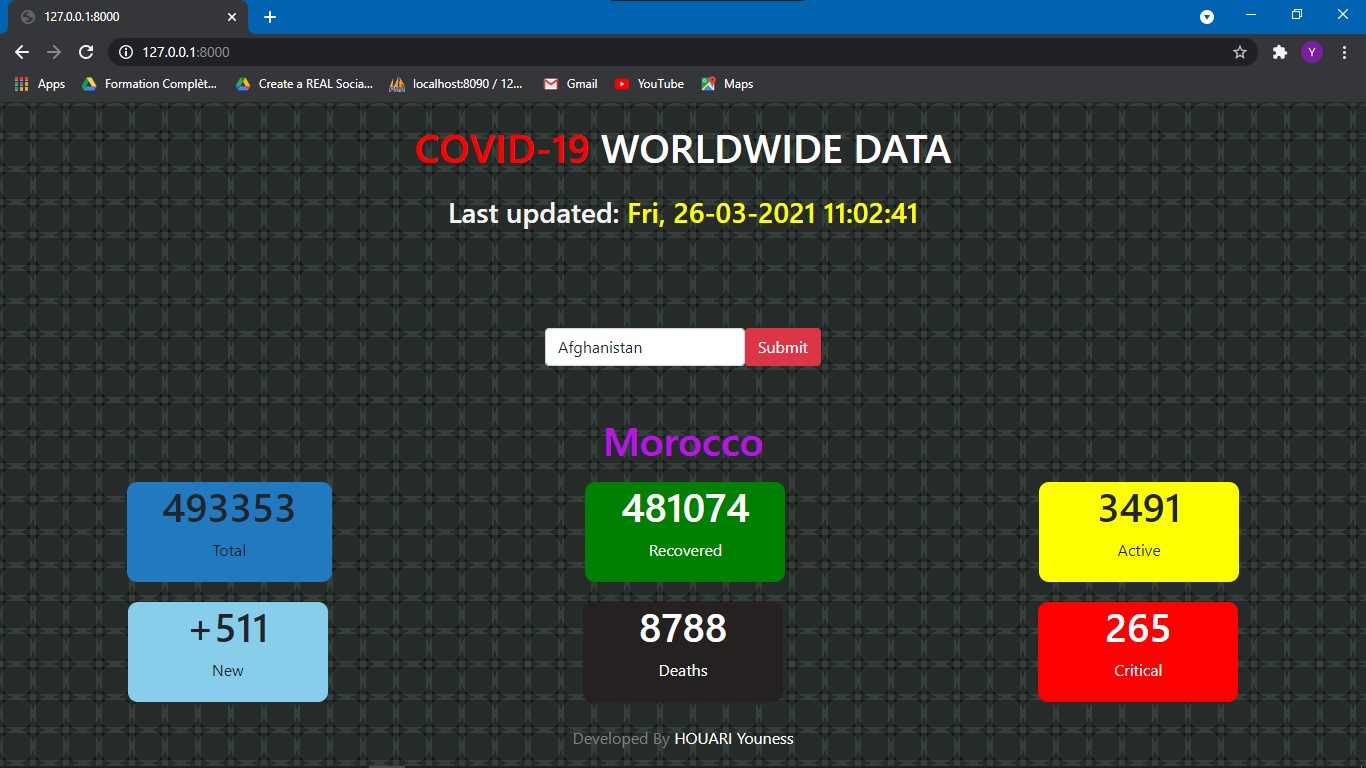 127.0.0.1:8000
127.0.0.1:8000
Y
Apps
Formation Complèt...
Create a REAL Socia...
localhost:8090 / 12...
Gmail
YouTube
Maps
COVID-19 WORLDWIDE DATA
Last updated: Fri, 26-03-2021 11:02:41
Afghanistan
Submit
Morocco
493353
Total
481074
Recovered
3491
Active
+511
New
8788
Deaths
265
Critical
Developed By HOUARI Youness